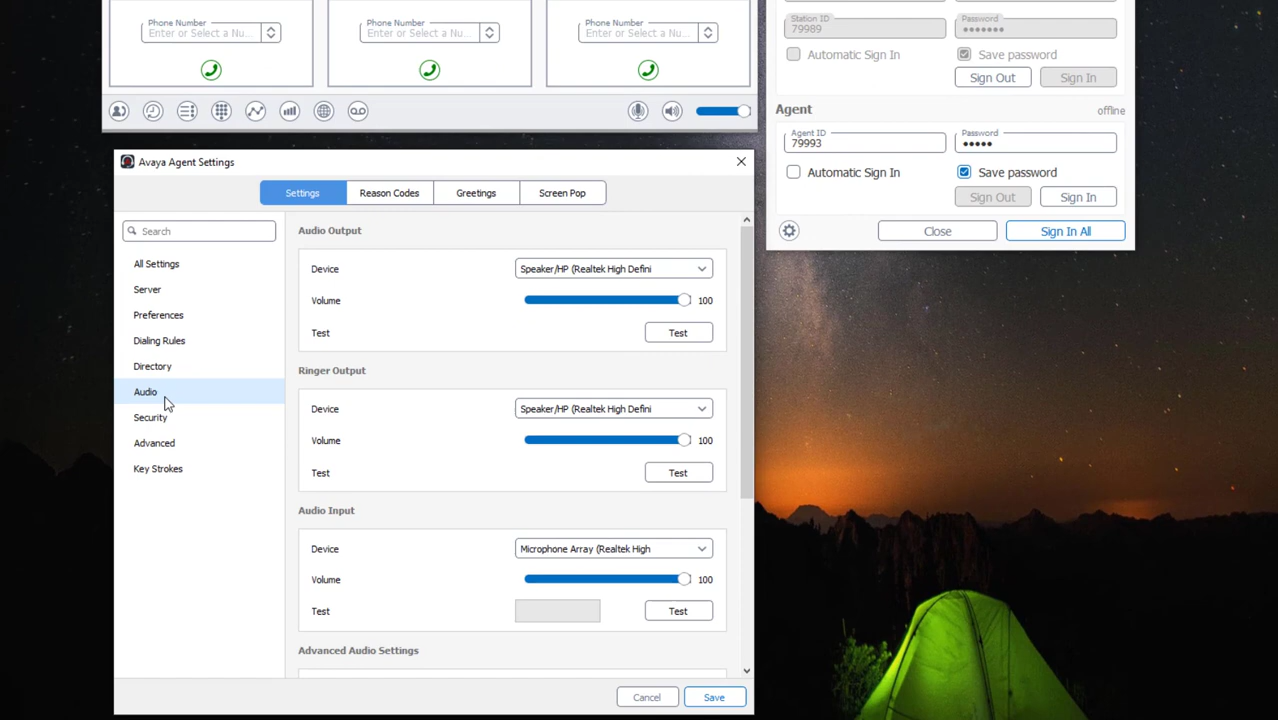 Phone Number
Enter or Select a Nu...
Phone Number
Enter or Select a Nu...
Phone Number
Enter or Select a Nu...
Station ID
79989
Password
•••••••
Automatic Sign In
Save password
Sign Out
Sign In
Agent
offline
Agent ID
79993
Password
•••••
Automatic Sign In
Save password
Sign Out
Sign In
Close
Sign In All
Avaya Agent Settings
Settings
Reason Codes
Greetings
Screen Pop
Search
All Settings
Server
Preferences
Dialing Rules
Directory
Audio
Security
Advanced
Key Strokes
Audio Output
Device
Speaker/HP (Realtek High Defini
Volume
100
Test
Test
Ringer Output
Device
Speaker/HP (Realtek High Defini
Volume
100
Test
Test
Audio Input
Device
Microphone Array (Realtek High
Volume
100
Test
Test
Advanced Audio Settings
Cancel
Save